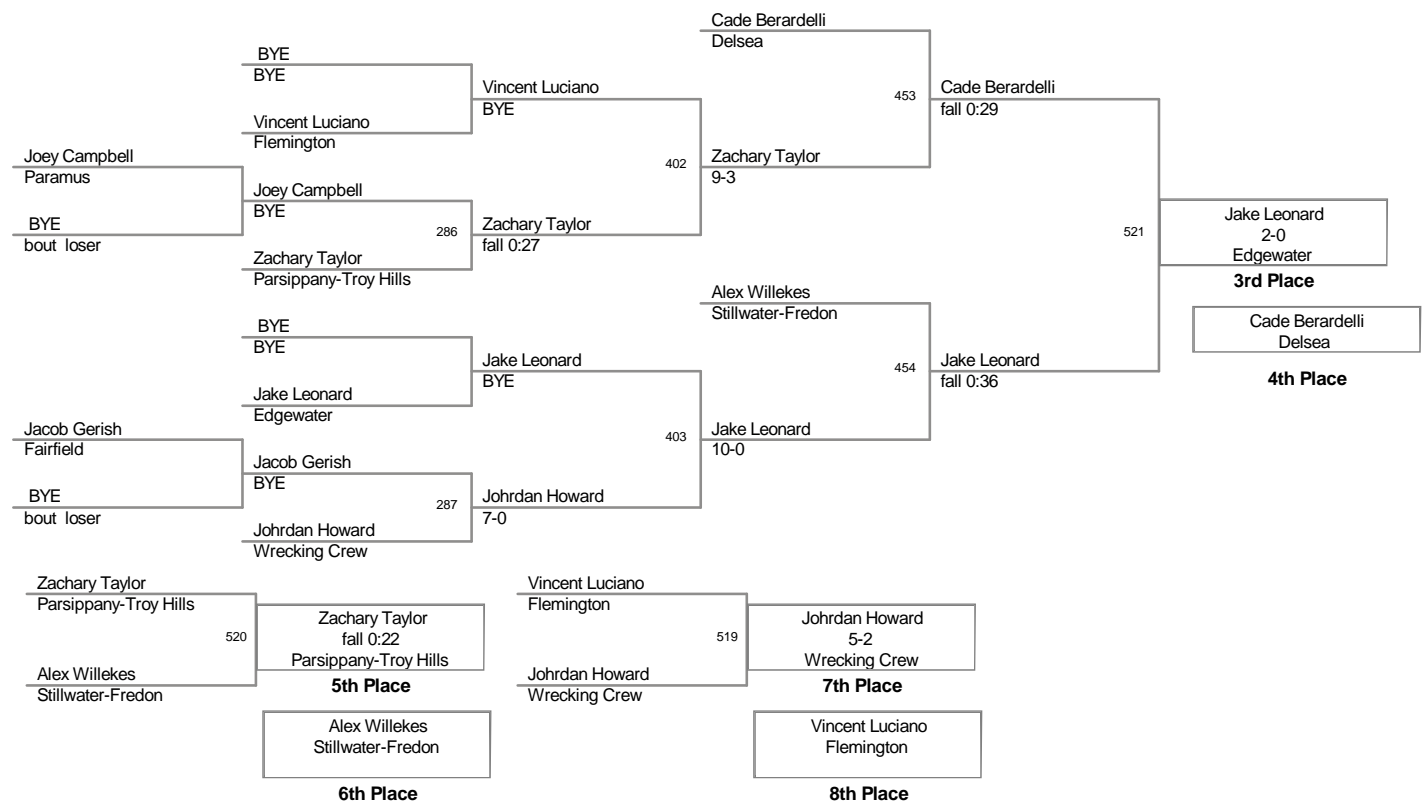 Cade Berardelli
Delsea
BYE
BYE
Vincent Luciano
BYE
453
Cade Berardelli
fall 0:29
Vincent Luciano
Flemington
Joey Campbell
Paramus
402
Zachary Taylor
9-3
Joey Campbell
BYE
BYE
bout loser
286
Zachary Taylor
fall 0:27
521
Jake Leonard
2-0
Edgewater
3rd Place
Zachary Taylor
Parsippany-Troy Hills
Alex Willekes
Stillwater-Fredon
Cade Berardelli
Delsea
4th Place
BYE
BYE
Jake Leonard
BYE
454
Jake Leonard
fall 0:36
Jake Leonard
Edgewater
Jacob Gerish
Fairfield
403
Jake Leonard
10-0
Jacob Gerish
BYE
BYE
bout loser
287
Johrdan Howard
7-0
Johrdan Howard
Wrecking Crew
Zachary Taylor
Parsippany-Troy Hills
520
Zachary Taylor
fall 0:22
Parsippany-Troy Hills
5th Place
Alex Willekes
Stillwater-Fredon
Alex Willekes
Stillwater-Fredon
6th Place
Vincent Luciano
Flemington
519
Johrdan Howard
5-2
Wrecking Crew
7th Place
Johrdan Howard
Wrecking Crew
Vincent Luciano
Flemington
8th Place